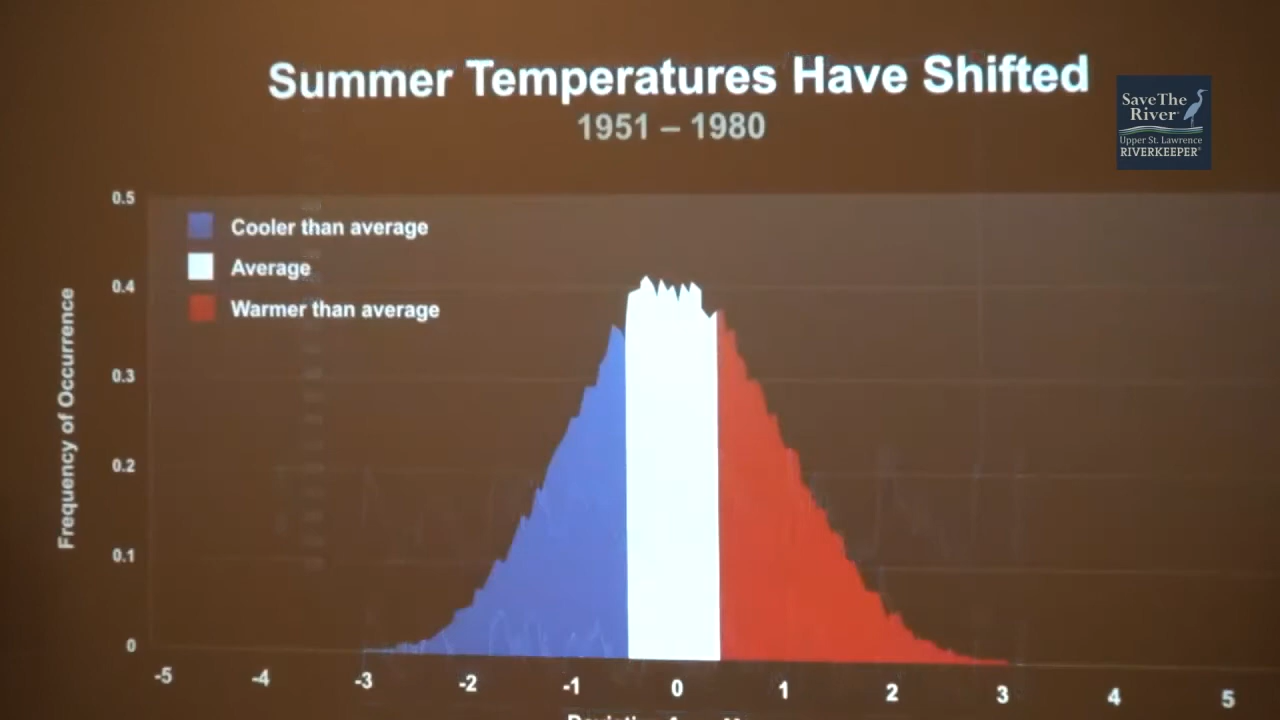 Summer Temperatures Have Shifted
1951 – 1980
Save The
River
Upper St. Lawrence
RIVERKEEPER
0.5
Cooler than average
Average
Warmer than average
0.4
0.3
0.2
0.1
0
Frequency of Occurrence
-5 -4 -3 -2 -1 0 1 2 3 4 5